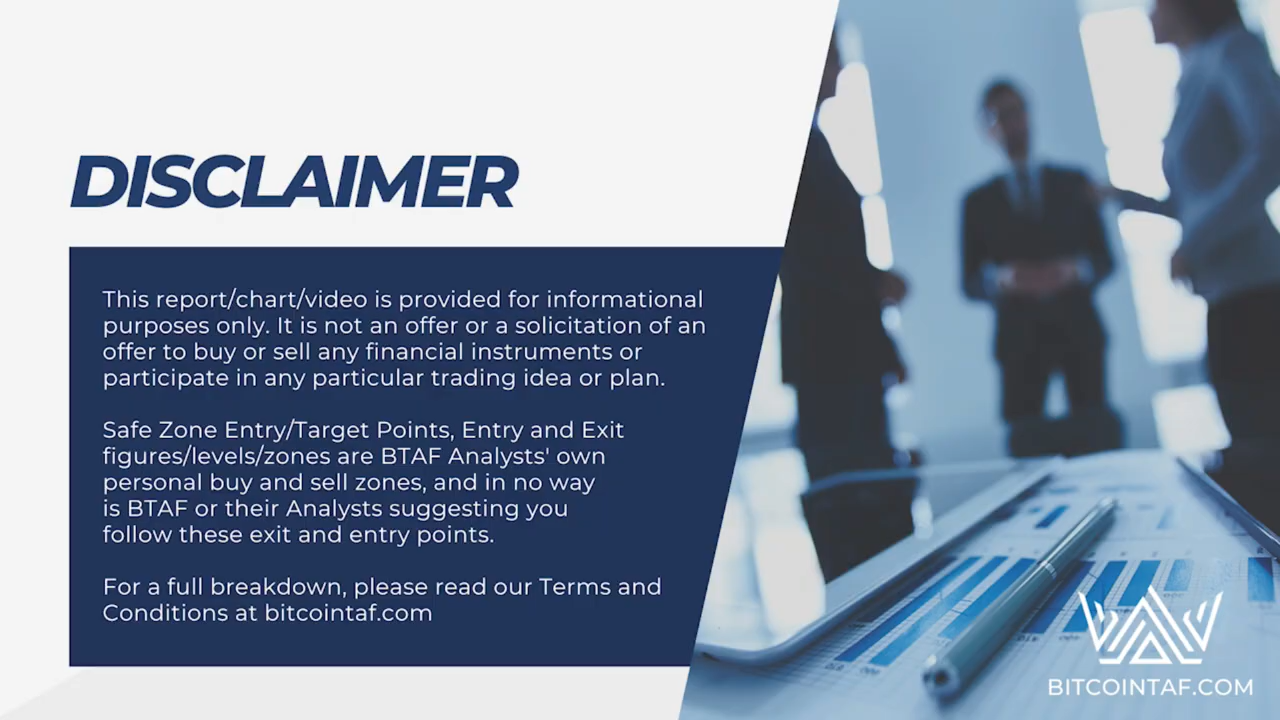 DISCLAIMER
This report/chart/video is provided for informational
purposes only. It is not an offer or a solicitation of an
offer to buy or sell any financial instruments or
participate in any particular trading idea or plan.
Safe Zone Entry/Target Points, Entry and Exit
figures/levels/zones are BTAF Analysts' own
personal buy and sell zones, and in no way
is BTAF or their Analysts suggesting you
follow these exit and entry points.
For a full breakdown, please read our Terms and
Conditions at bitcointaf.com
BITCOINTAF.COM